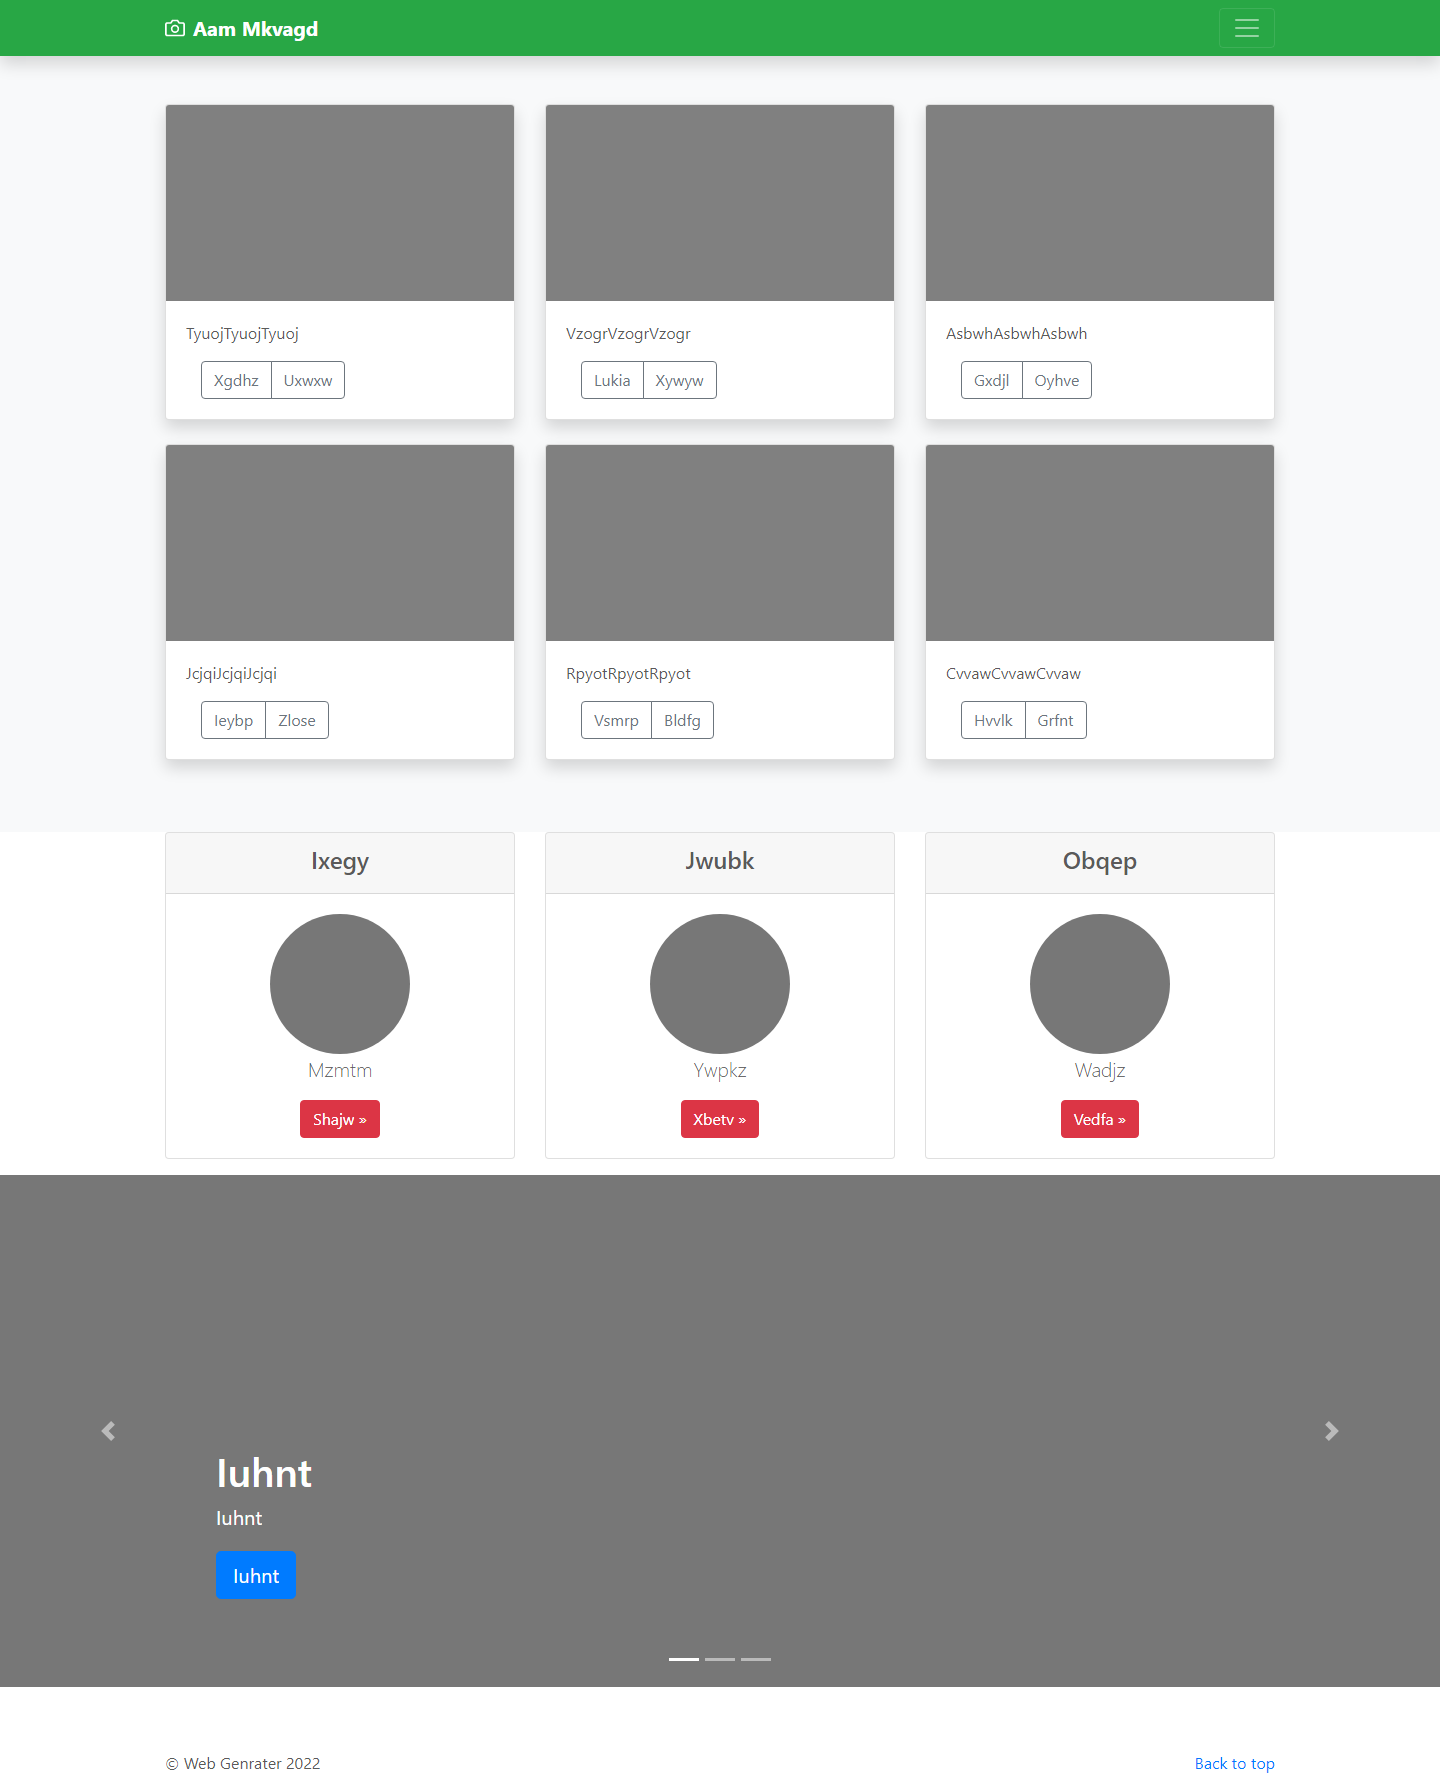 Aam Mkvagd
TyuojTyuojTyuoj
VzogrVzogrVzogr
AsbwhAsbwhAsbwh
Xgdhz Uxwxw
Lukia Xywyw
Gxdjl Oyhve
JcjqiJcjqiJcjqi
RpyotRpyotRpyot
CvvawCvvawCvvaw
Ieybp Zlose
Vsmrp Bldfg
Hvvlk Grfnt
Ixegy
Jwubk
Obqep
Mzmtm
Ywpkz
Wadjz
Shajw »
Xbetv »
Vedfa »
Iuhnt
Iuhnt
Iuhnt
© Web Genrater 2022
Back to top